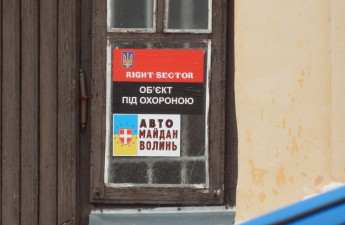 RIGHT SECTOR
ОБ'ЄКТ
ПІД ОХОРОНОЮ
АВТО
МАЙДАН
ВОЛИНЬ